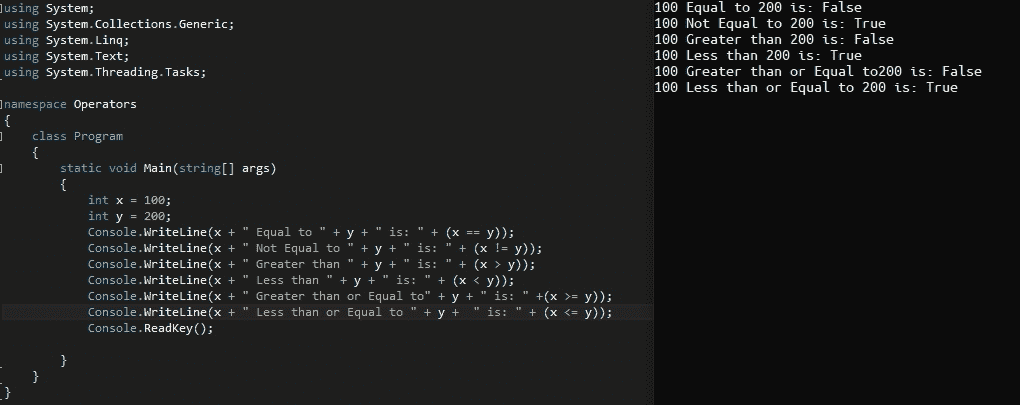 using System;
using System.Collections.Generic;
using System.Linq;
using System.Text;
using System.Threading.Tasks;
namespace Operators
{
class Program
{
static void Main(string[] args)
{
int x = 100;
int y = 200;
Console.WriteLine(x + " Equal to " + y + " is: " + (x == y));
Console.WriteLine(x + " Not Equal to " + y + " is: " + (x != y));
Console.WriteLine(x + " Greater than " + y + " is: " + (x > y));
Console.WriteLine(x + " Less than " + y + " is: " + (x < y));
Console.WriteLine(x + " Greater than or Equal to" + y + " is: " +(x >= y));
Console.WriteLine(x + " Less than or Equal to " + y +  " is: " + (x <= y));
Console.ReadKey();
}
}
}
100 Equal to 200 is: False
100 Not Equal to 200 is: True
100 Greater than 200 is: False
100 Less than 200 is: True
100 Greater than or Equal to200 is: False
100 Less than or Equal to 200 is: True